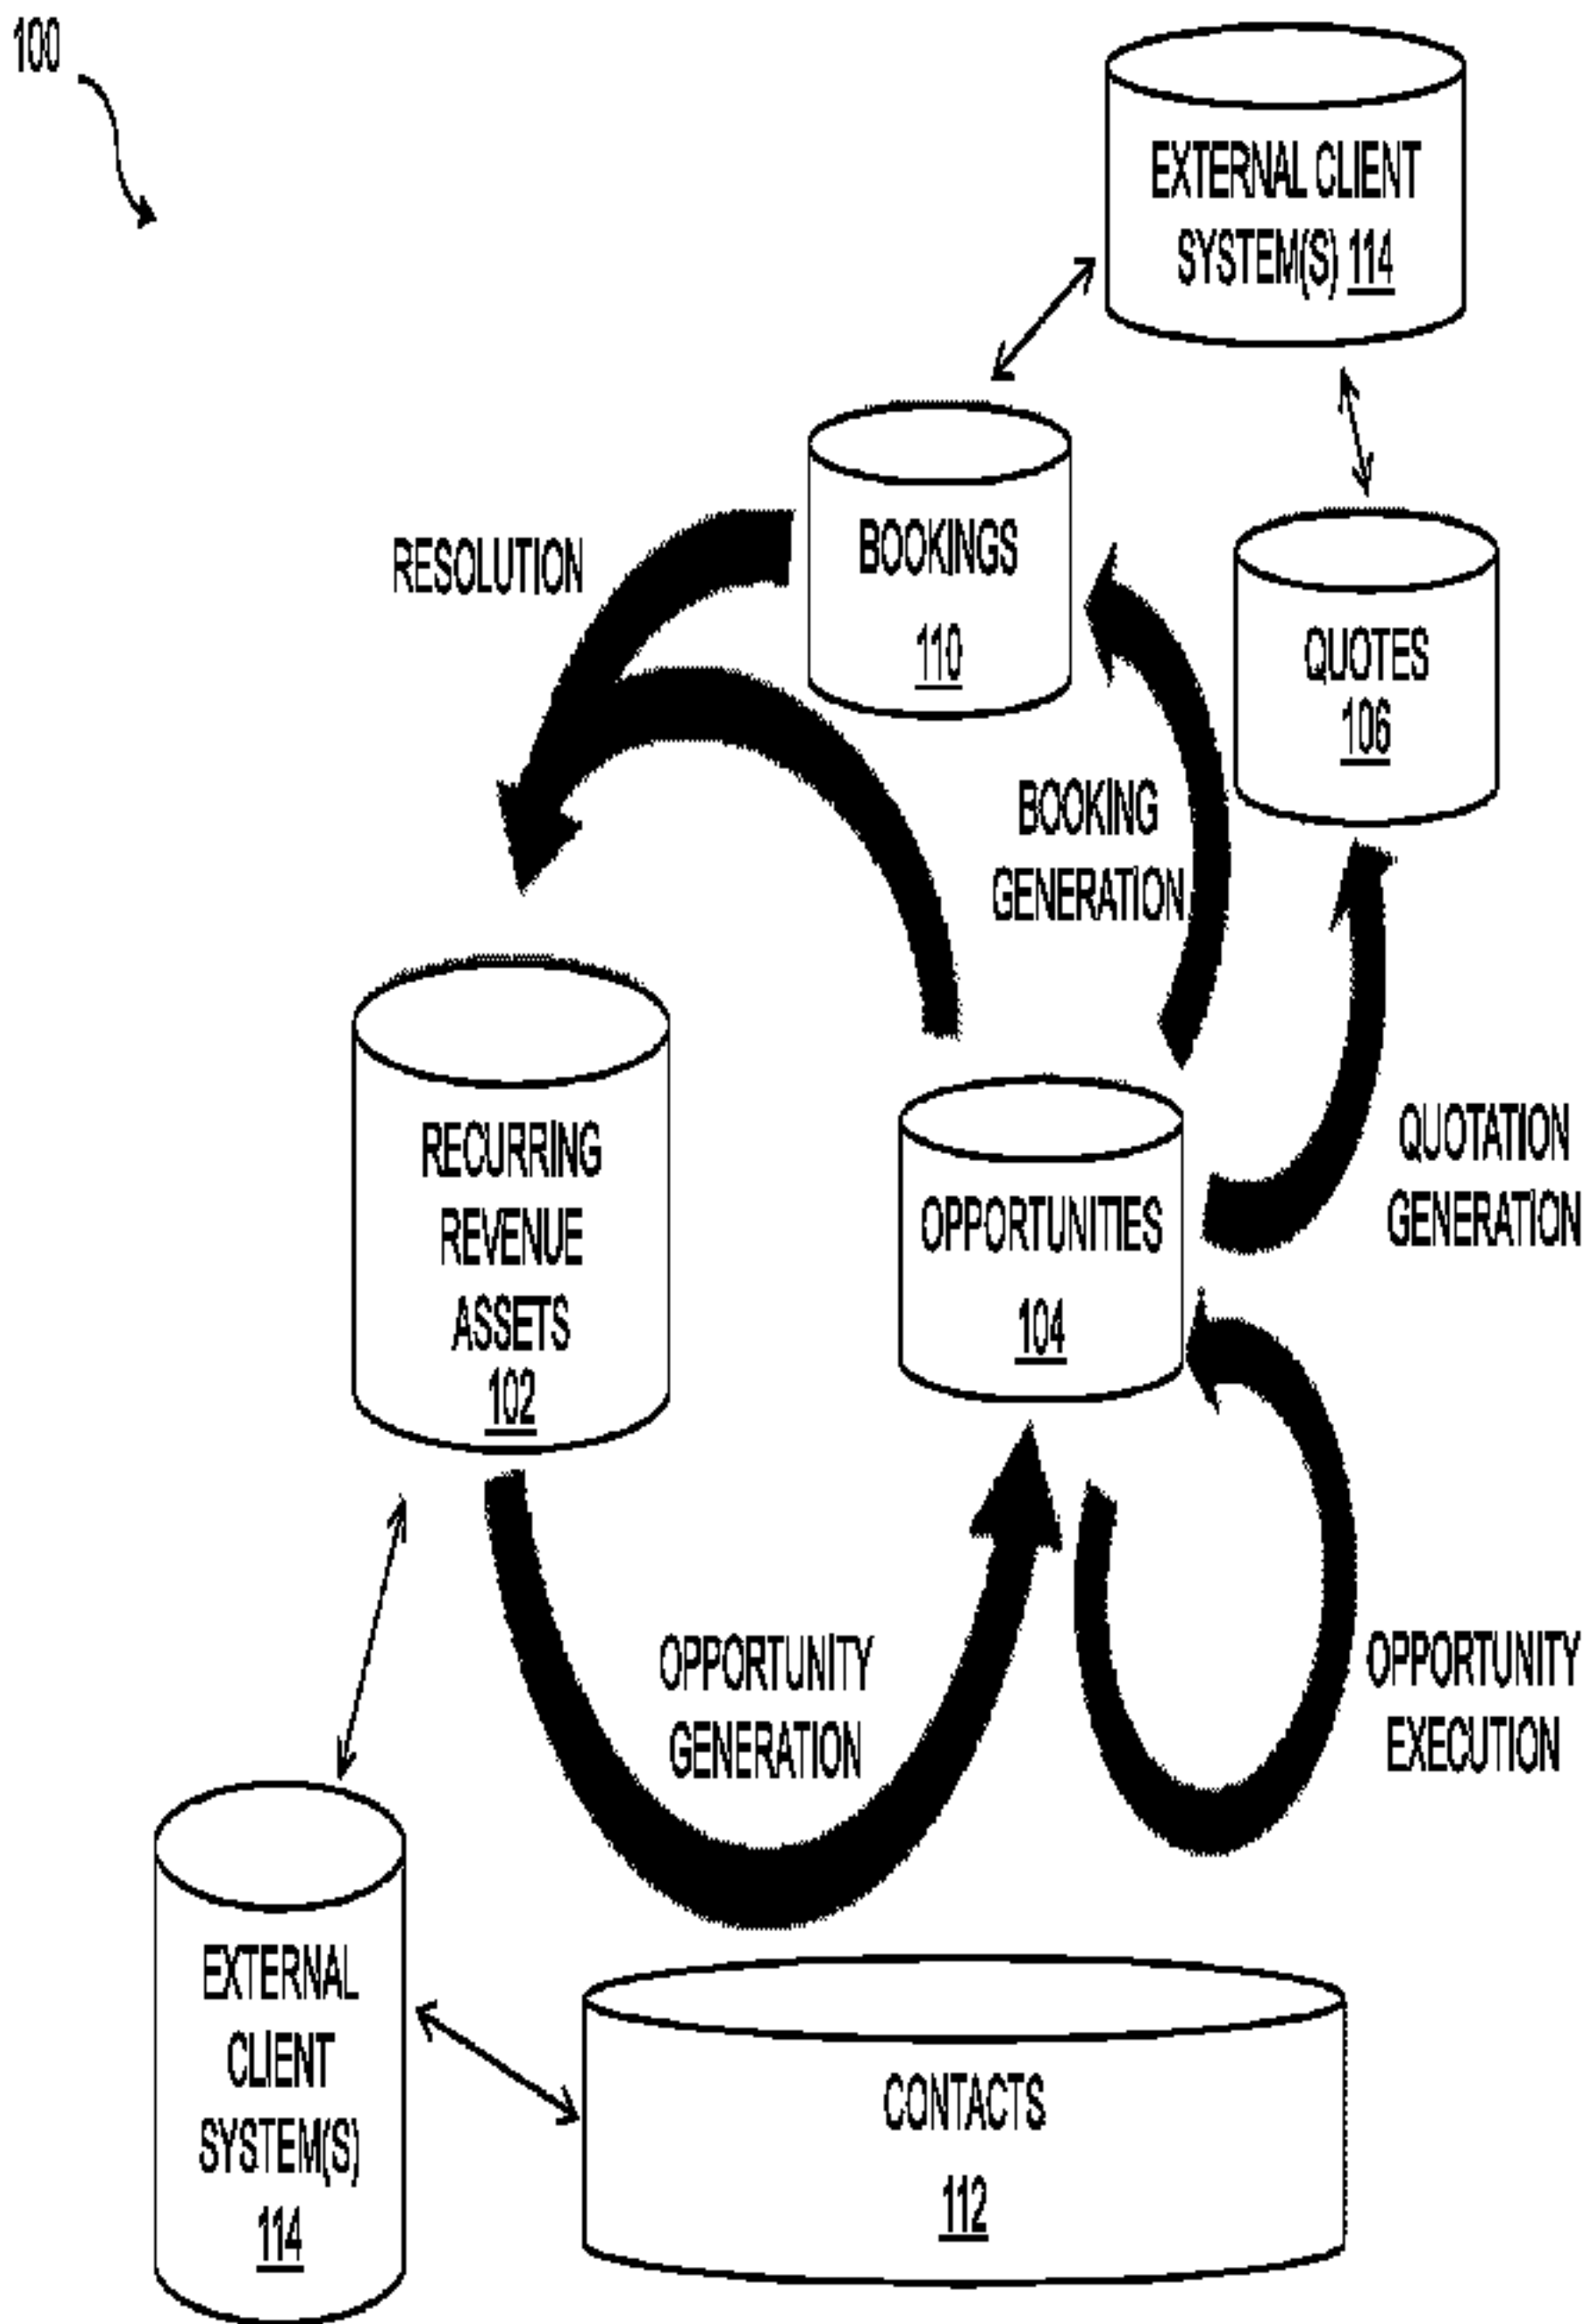 100
EXTERNAL CLIENT
SYSTEM(S) 114
RESOLUTION
BOOKINGS
110
QUOTES
106
BOOKING
GENERATION
RECURRING
REVENUE
ASSETS
102
OPPORTUNITIES
104
QUOTATION
GENERATION
OPPORTUNITY
GENERATION
OPPORTUNITY
EXECUTION
EXTERNAL
CLIENT
SYSTEM(S)
114
CONTACTS
112